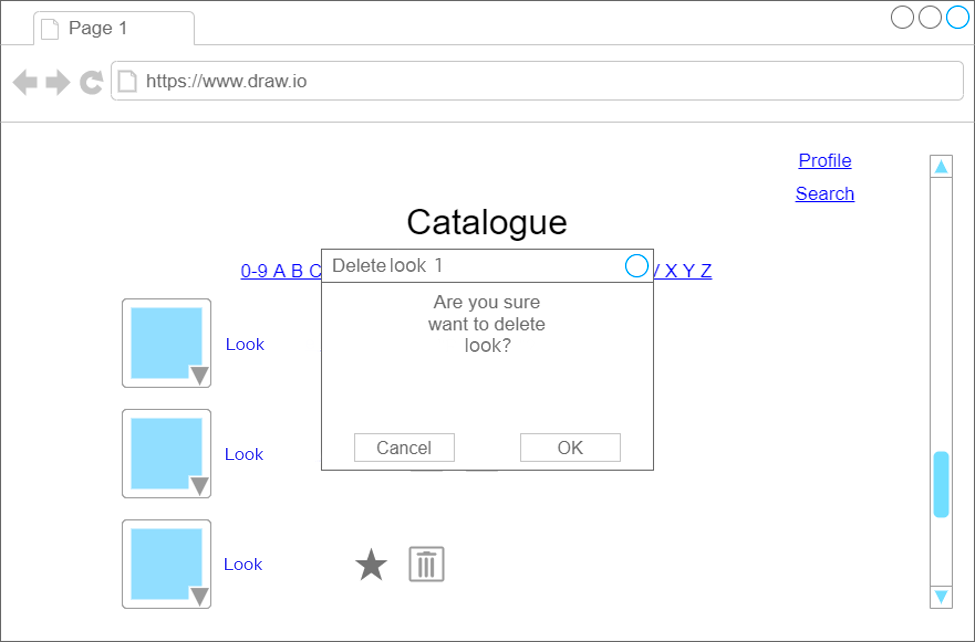 Page 1
https://www.draw.io
Profile
Search
Catalogue
0-9 A B C
X Y Z
Delete look 1
Are you sure
want to delete
look?
Cancel
OK
Look
Look
Look